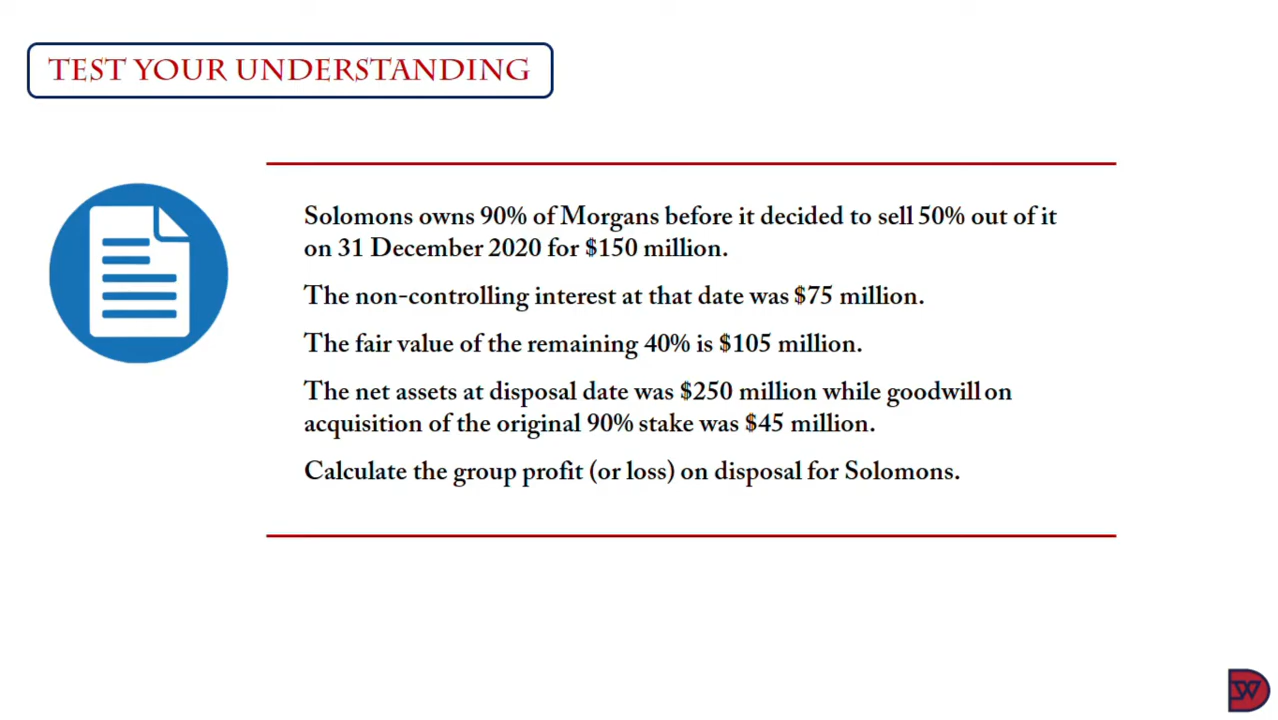 TEST YOUR UNDERSTANDING
Solomons owns 90% of Morgans before it decided to sell 50% out of it
on 31 December 2020 for $150 million.
The non-controlling interest at that date was $75 million.
The fair value of the remaining 40% is $105 million.
The net assets at disposal date was $250 million while goodwill on
acquisition of the original 90% stake was $45 million.
Calculate the group profit (or loss) on disposal for Solomons.
W